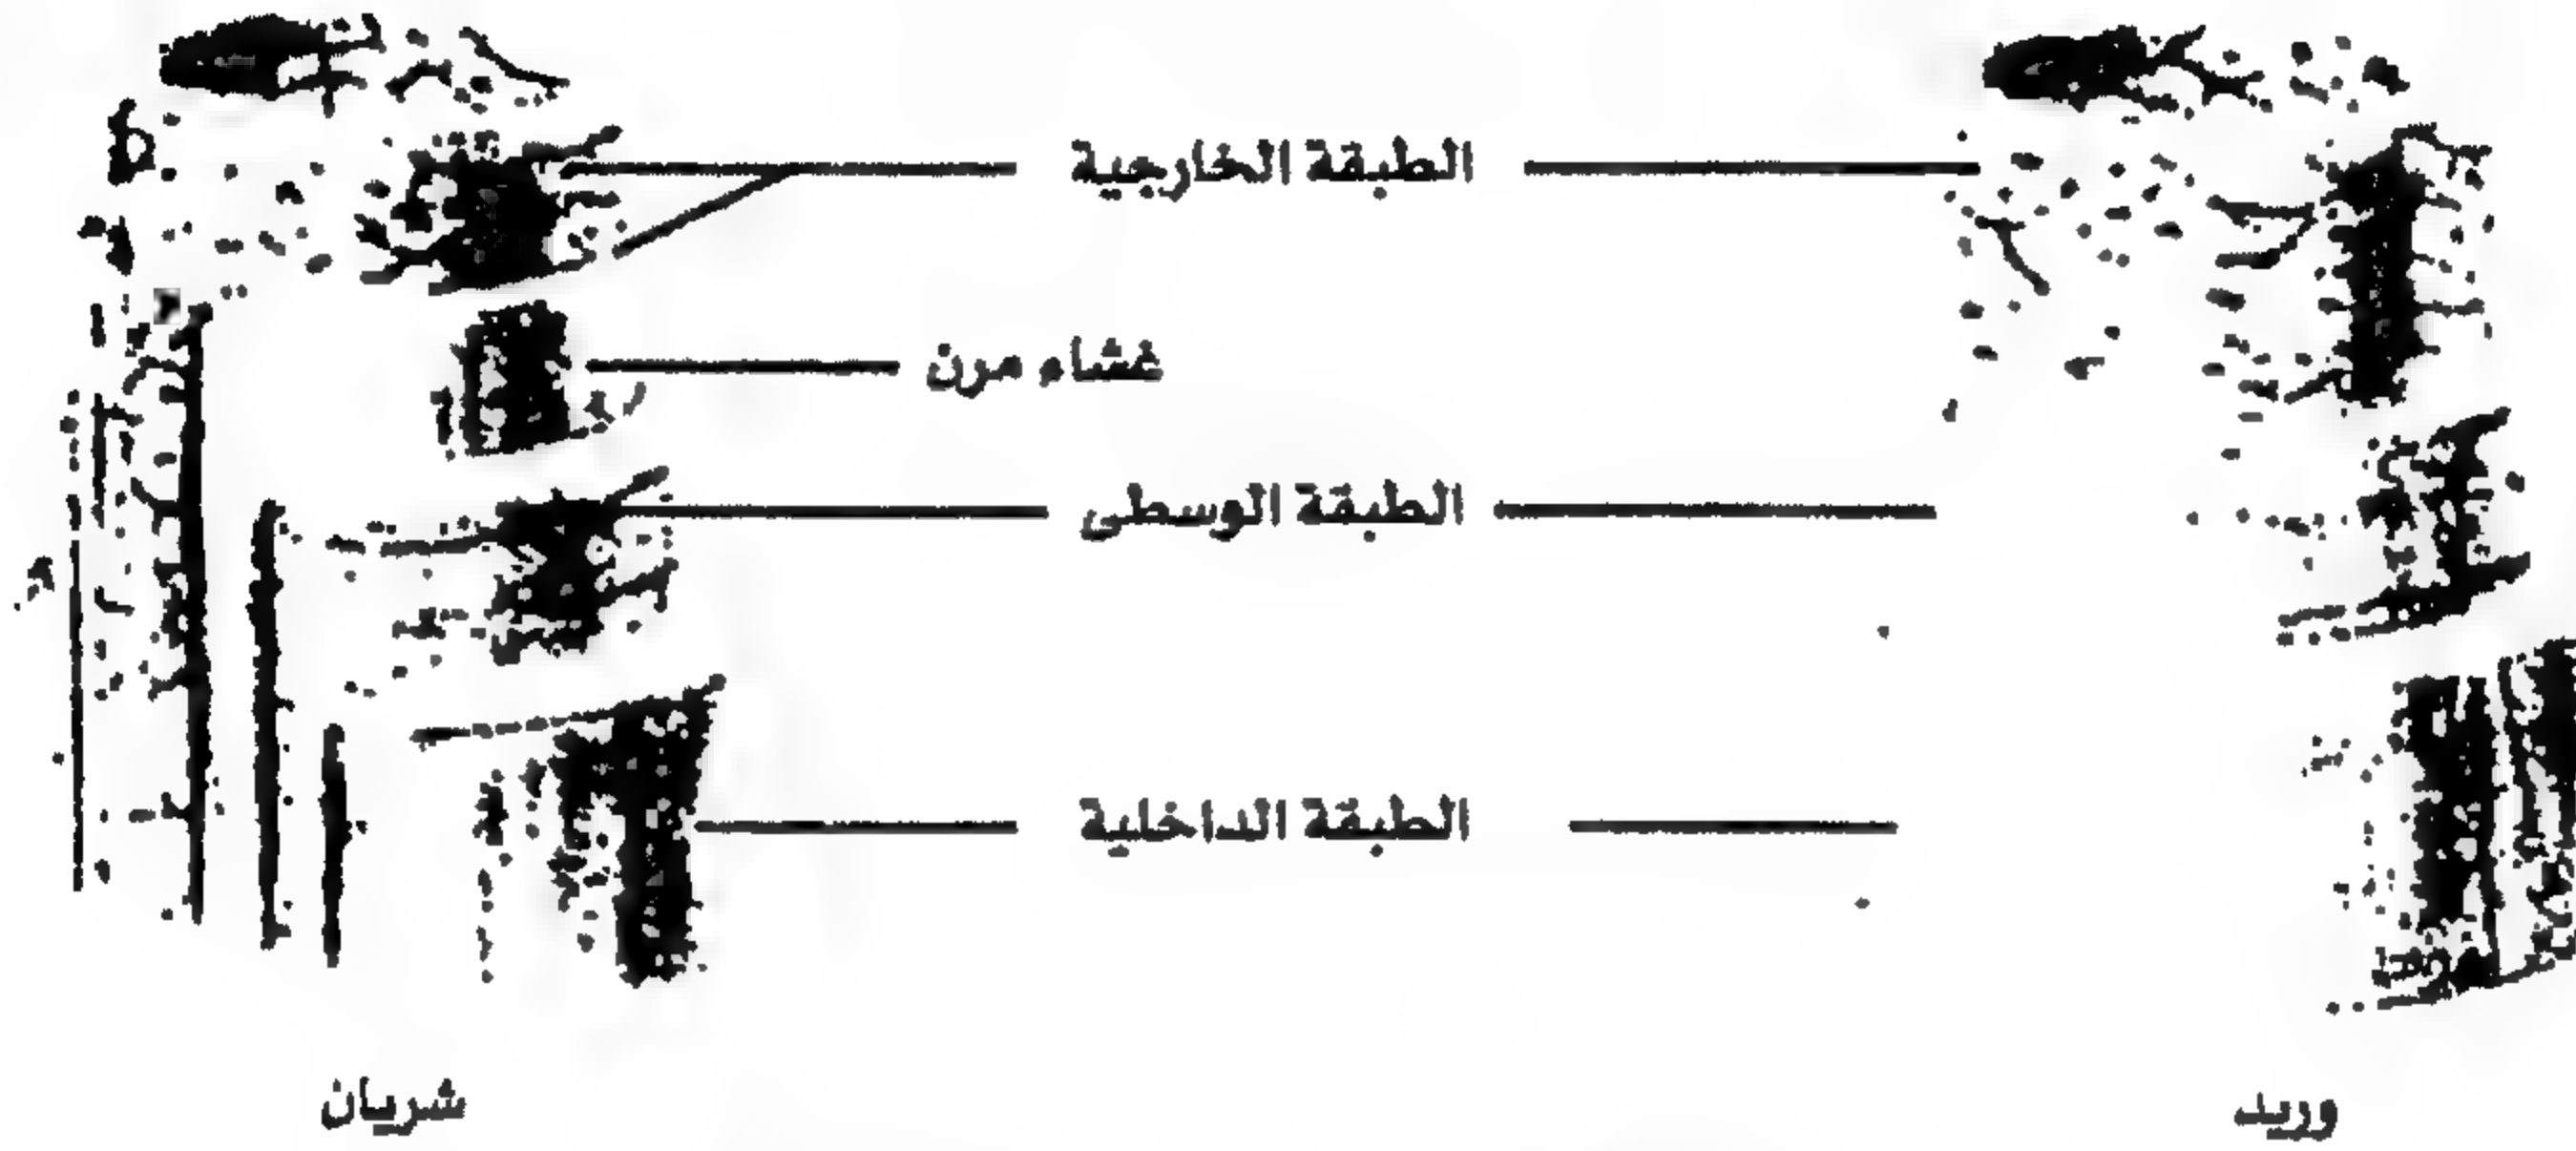 الطبقة الخارجية
غشاء مرن
الطبقة الوسطى
الطبقة الداخلية
شريان
وريد